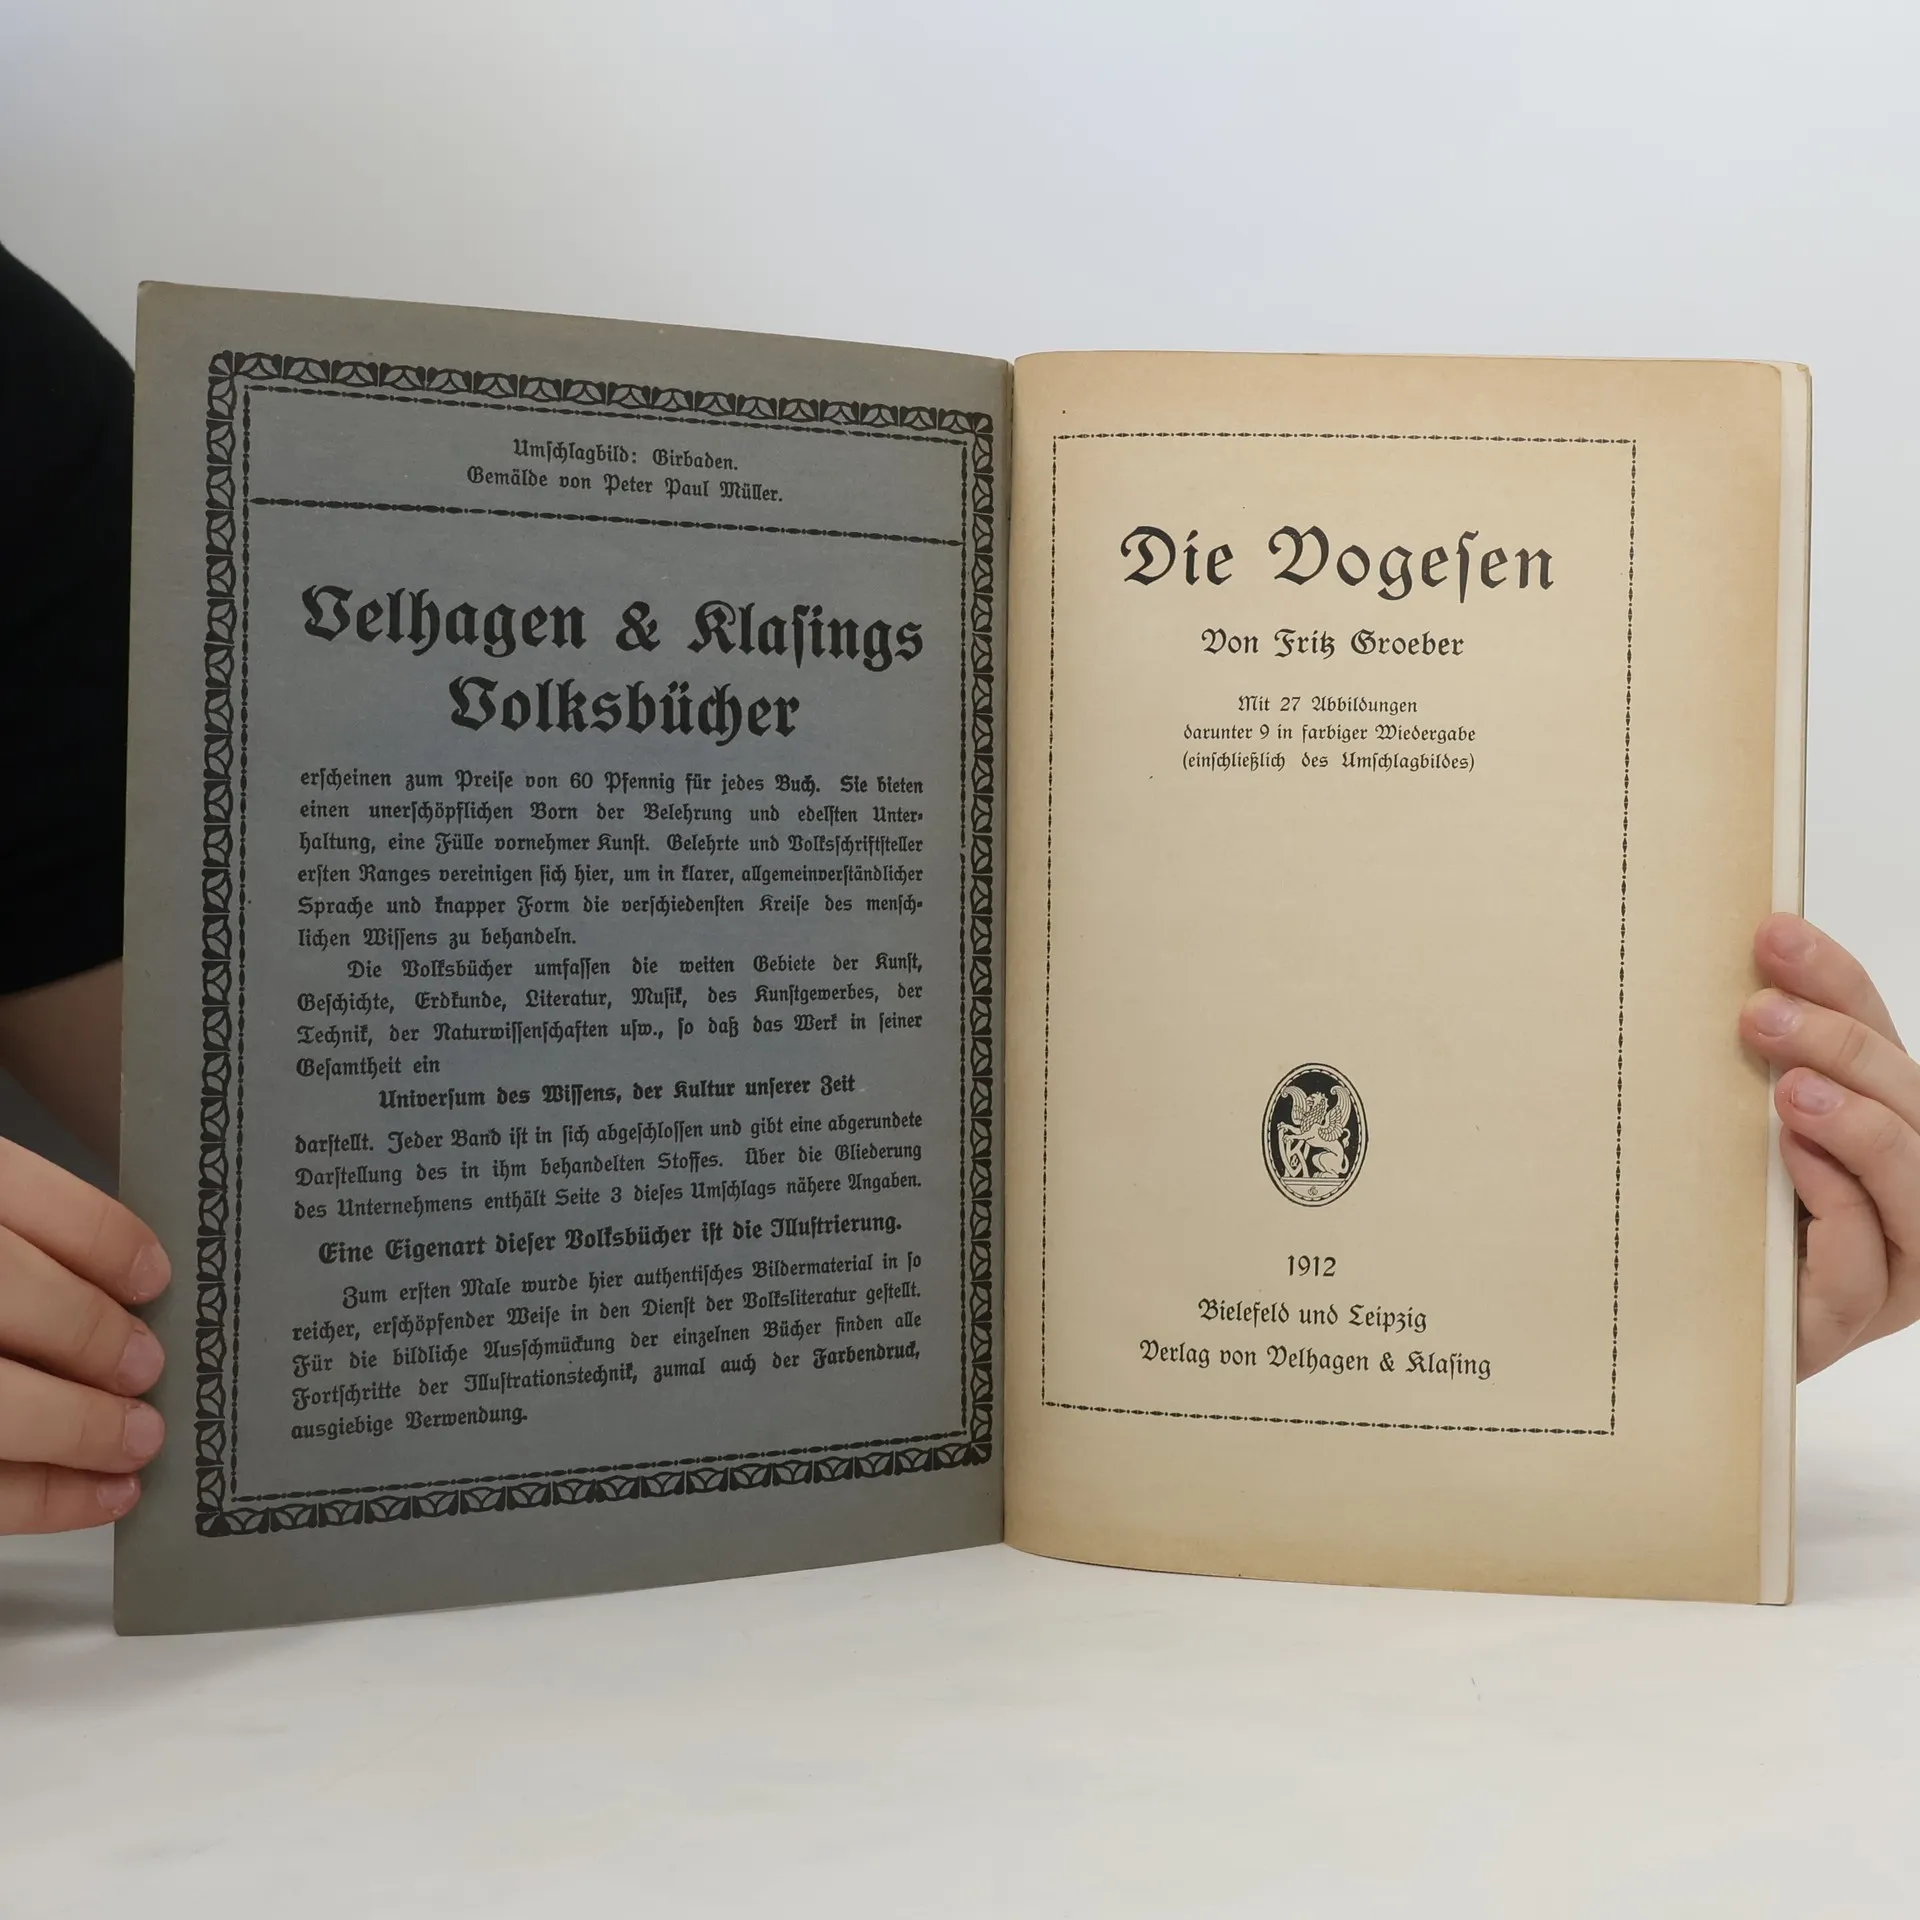 Umſchlagbild: Girbaden.
Gemälde von Peter Paul Müller.
Velhagen & Klaſings
Volksbücher
erſcheinen zum Preiſe von 60 Pfennig für jedes Buch. Sie bieten
einen unerſchöpflichen Born der Belehrung und edelſten Unter-
haltung, eine Fülle vornehmer Kunſt. Gelehrte und Volksſchriftſteller
erſten Ranges vereinigen ſich hier, um in klarer, allgemeinverſtändlicher
Sprache und knapper Form die verſchiedenſten Kreiſe des menſch-
lichen Wiſſens zu behandeln.
Die Volksbücher umfaſſen die weiten Gebiete der Kunſt,
Geſchichte, Erdkunde, Literatur, Muſik, des Kunſtgewerbes, der
Technik, der Naturwiſſenſchaften uſw., ſo daß das Werk in ſeiner
Geſamtheit ein
Univerſum des Wiſſens, der Kultur unſerer Zeit
darſtellt. Jeder Band iſt in ſich abgeſchloſſen und gibt eine abgerundete
Darſtellung des in ihm behandelten Stoffes. Über die Gliederung
des Unternehmens enthält Seite 3 dieſes Umſchlags nähere Angaben.
Eine Eigenart dieſer Volksbücher iſt die Illuſtrierung.
Zum erſten Male wurde hier authentiſches Bildermaterial in ſo
reicher, erſchöpfender Weiſe in den Dienſt der Volksliteratur geſtellt.
Für die bildliche Ausſchmückung der einzelnen Bücher finden alle
Fortſchritte der Illuſtrationstechnik, zumal auch der Farbendruck,
ausgiebige Verwendung.
Die Vogeſen
Von Fritz Groeber
Mit 27 Abbildungen
darunter 9 in farbiger Wiedergabe
(einſchließlich des Umſchlagbildes)
1912
Bielefeld und Leipzig
Verlag von Velhagen & Klaſing